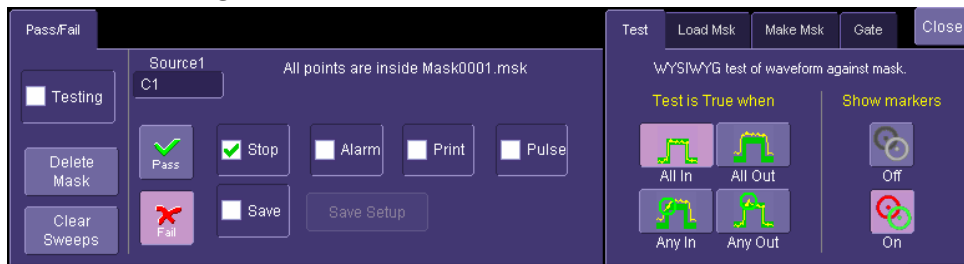 Pass/Fail
Testing
Delete
Mask
Clear
Sweeps
Source1
C1
All points are inside Mask0001.msk
Pass
Fail
Stop
Alarm
Print
Pulse
Save
Save Setup
Test
Load Msk
Make Msk
Gate
Close
WYSIWYG test of waveform against mask.
Test is True when
Show markers
All In
All Out
Off
Any In
Any Out
On